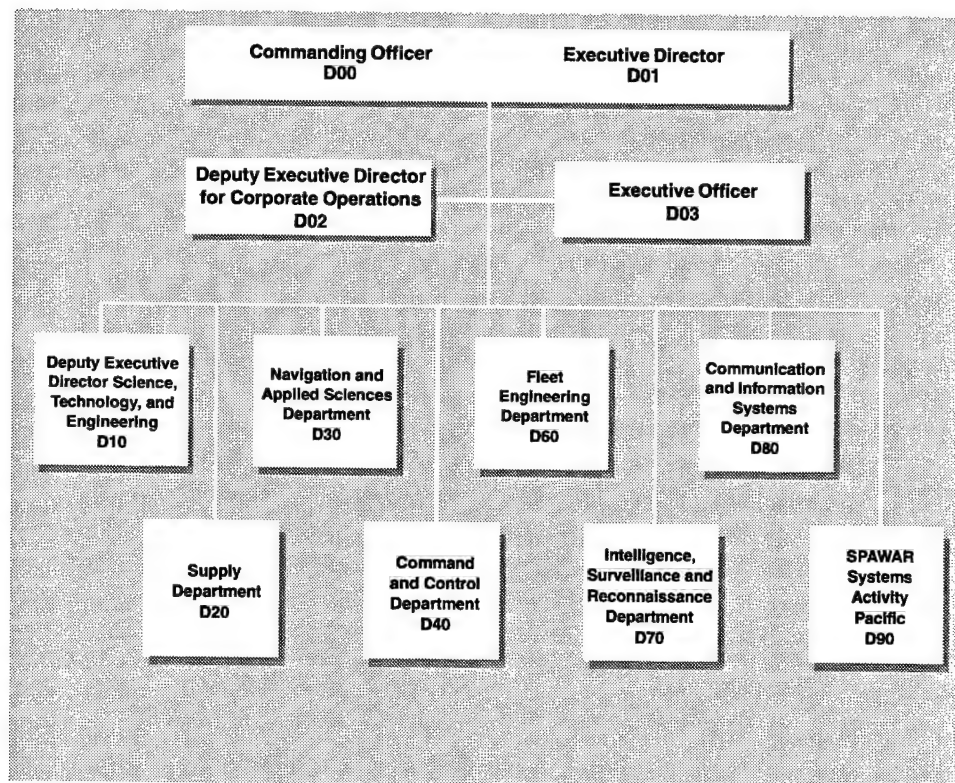 Commanding Officer
D00
Executive Director
D01
Deputy Executive Director
for Corporate Operations
D02
Executive Officer
D03
Deputy Executive
Director Science,
Technology, and
Engineering
D10
Navigation and
Applied Sciences
Department
D30
Fleet
Engineering
Department
D60
Communication
and Information
Systems
Department
D80
Supply
Department
D20
Command
and Control
Department
D40
Intelligence,
Surveillance and
Reconnaissance
Department
D70
SPAWAR
Systems
Activity
Pacific
D90